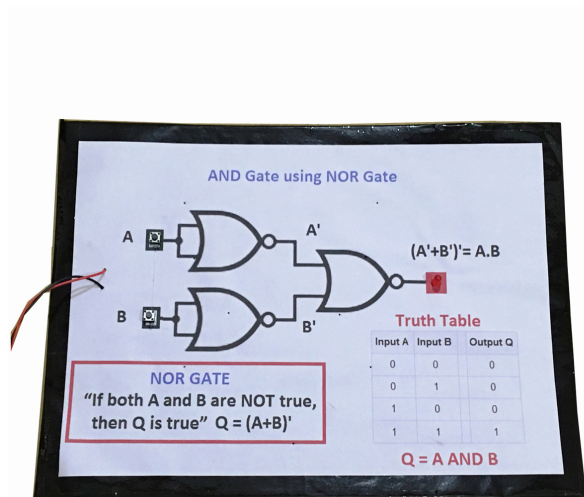 AND Gate using NOR Gate
A
A'
(A'+B')'= A.B
B
B'
Truth Table
Input A Input B Output Q
0 0 0
0 1 0
1 0 0
1 1 1
Q = A AND B
NOR GATE
“If both A and B are NOT true,
then Q is true” Q = (A+B)'